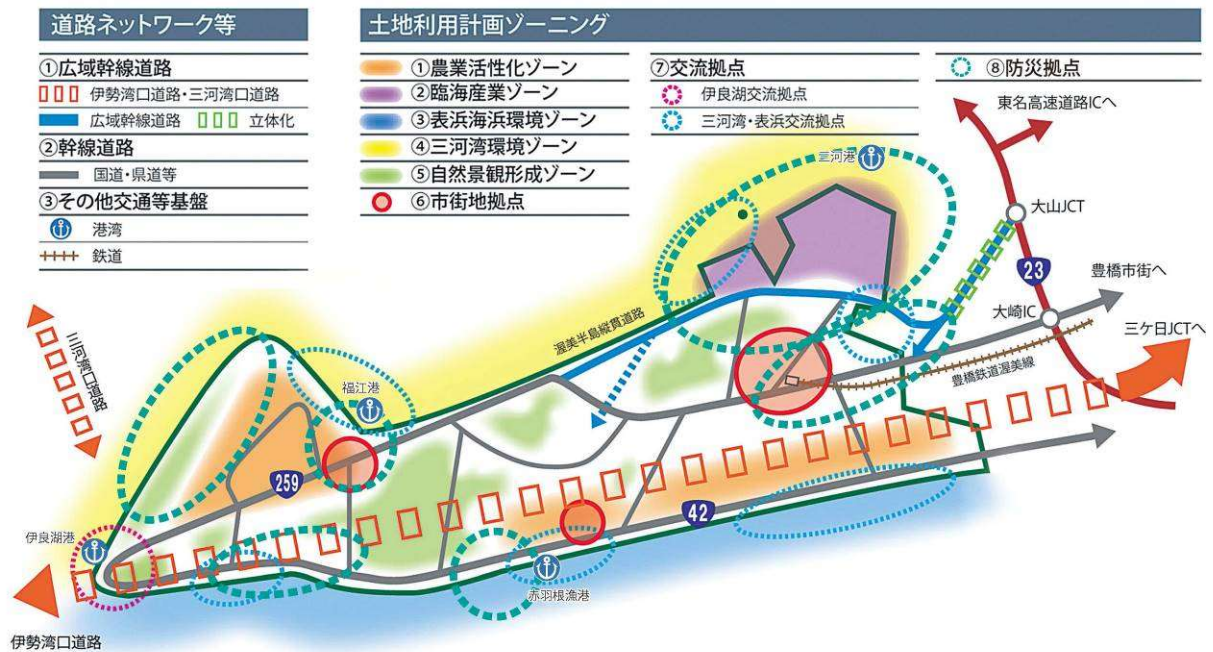 道路ネットワーク等
①広域幹線道路
伊勢湾口道路・三河湾口道路
広域幹線道路 立体化
②幹線道路
国道・県道等
③その他交通等基盤
港湾
鉄道
土地利用計画ゾーニング
①農業活性化ゾーン
②臨海産業ゾーン
③表浜海浜環境ゾーン
④三河湾環境ゾーン
⑤自然景観形成ゾーン
⑥市街地拠点
⑦交流拠点
伊良湖交流拠点
三河湾・表浜交流拠点
⑧防災拠点
東名高速道路ICへ
三河港
大山JCT
23
豊橋市街へ
大崎IC
三ケ日JCTへ
渥美半島縦貫道路
豊橋鉄道渥美線
三河湾口道路
福江港
259
42
伊良湖港
赤羽根漁港
伊勢湾口道路